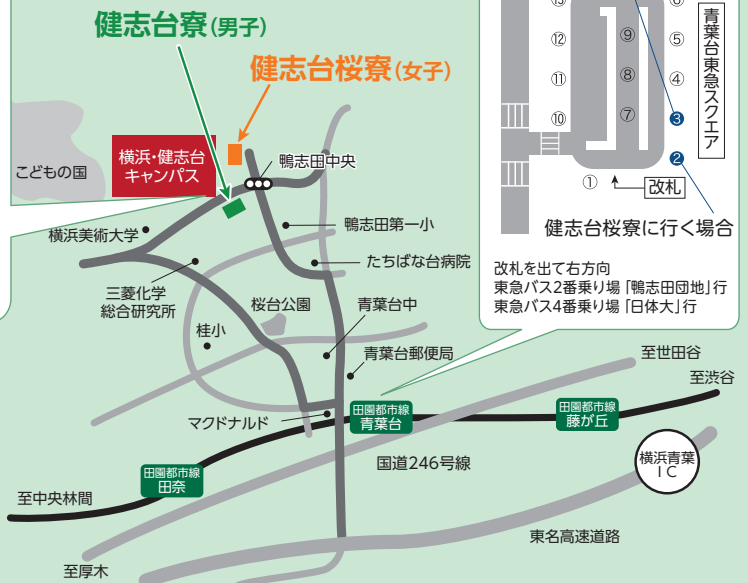 健志台寮(男子)
健志台桜寮(女子)
横浜・健志台
キャンパス
こどもの国
鴨志田中央
横浜美術大学
鴨志田第一小
たちばな台病院
三菱化学
総合研究所
桜台公園
青葉台中
桂小
青葉台郵便局
マクドナルド
田園都市線
青葉台
田園都市線
藤が丘
田園都市線
田奈
至世田谷
至渋谷
国道246号線
横浜青葉
IC
至中央林間
東名高速道路
至厚木
⑫
⑪
⑩
⑨
⑧
⑦
⑤
④
❸
❷
①
改札
青葉台東急スクエア
健志台桜寮に行く場合
改札を出て右方向
東急バス2番乗り場「鴨志田団地」行
東急バス4番乗り場「日体大」行